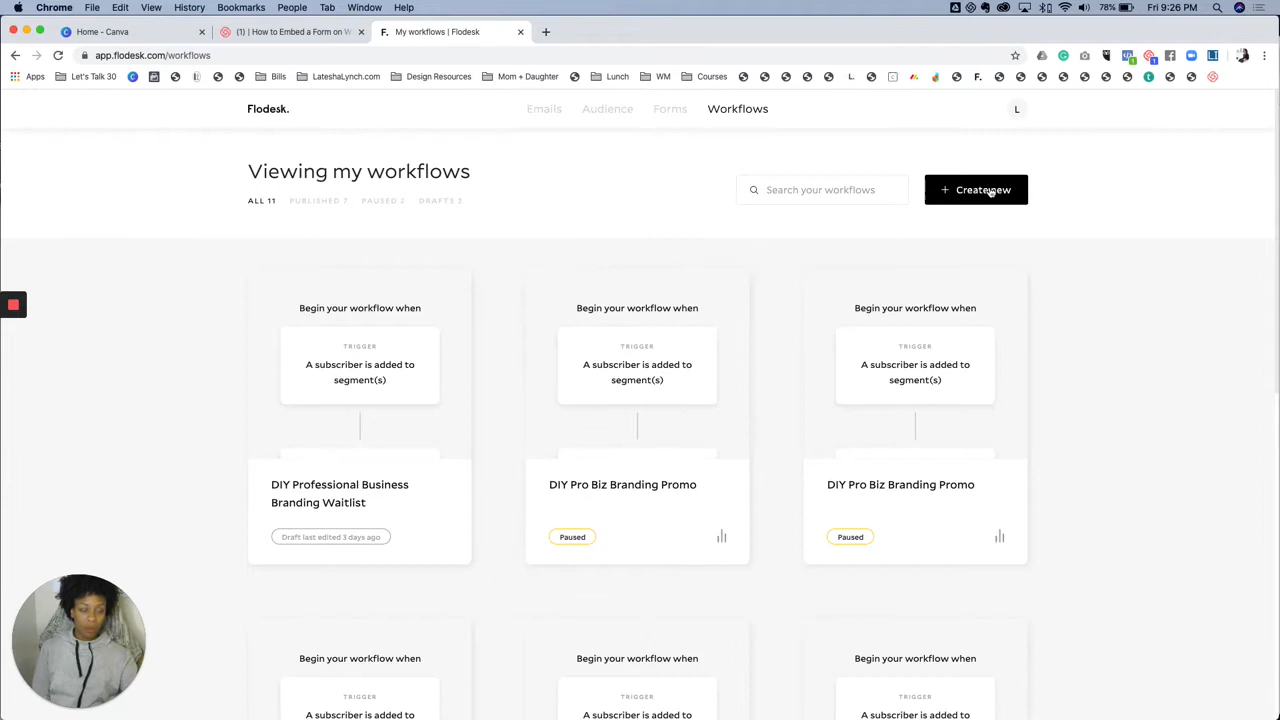 Chrome File Edit View History Bookmarks People Tab Window Help
78% Fri 9:26 PM
Home - Canva
(1) | How to Embed a Form on W
F. My workflows | Flodesk
app.flodesk.com/workflows
Apps Let's Talk 30 Bills LateshaLynch.com Design Resources Mom + Daughter Lunch WM Courses L. F.
Flodesk.
Emails Audience Forms Workflows
L
Viewing my workflows
ALL 11 PUBLISHED 7 PAUSED 2
Search your workflows
+ Create new
Begin your workflow when
TRIGGER
A subscriber is added to
segment(s)
DIY Professional Business
Branding Waitlist
Draft last edited 3 days ago
Begin your workflow when
TRIGGER
A subscriber is added to
segment(s)
DIY Pro Biz Branding Promo
Paused
Begin your workflow when
TRIGGER
A subscriber is added to
segment(s)
DIY Pro Biz Branding Promo
Paused
Begin your workflow when
TRIGGER
A subscriber is added to
Begin your workflow when
TRIGGER
A subscriber is added to
Begin your workflow when
TRIGGER
A subscriber is added to